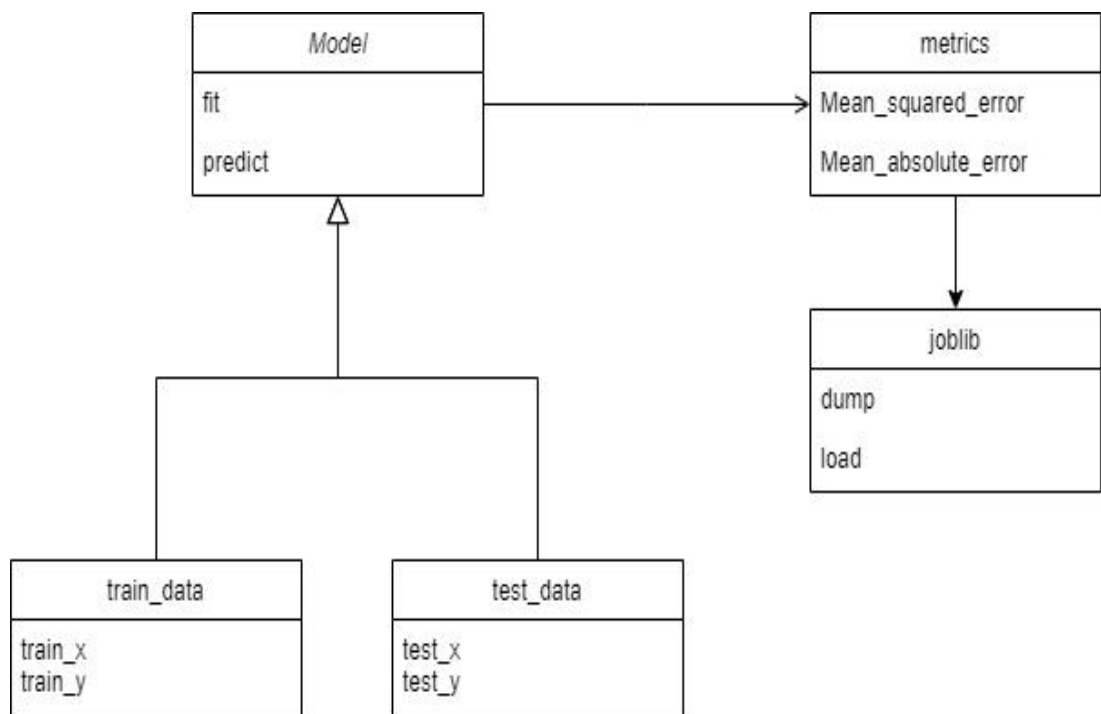 Model
fit
predict
metrics
Mean_squared_error
Mean_absolute_error
joblib
dump
load
train_data
train_x
train_y
test_data
test_x
test_y